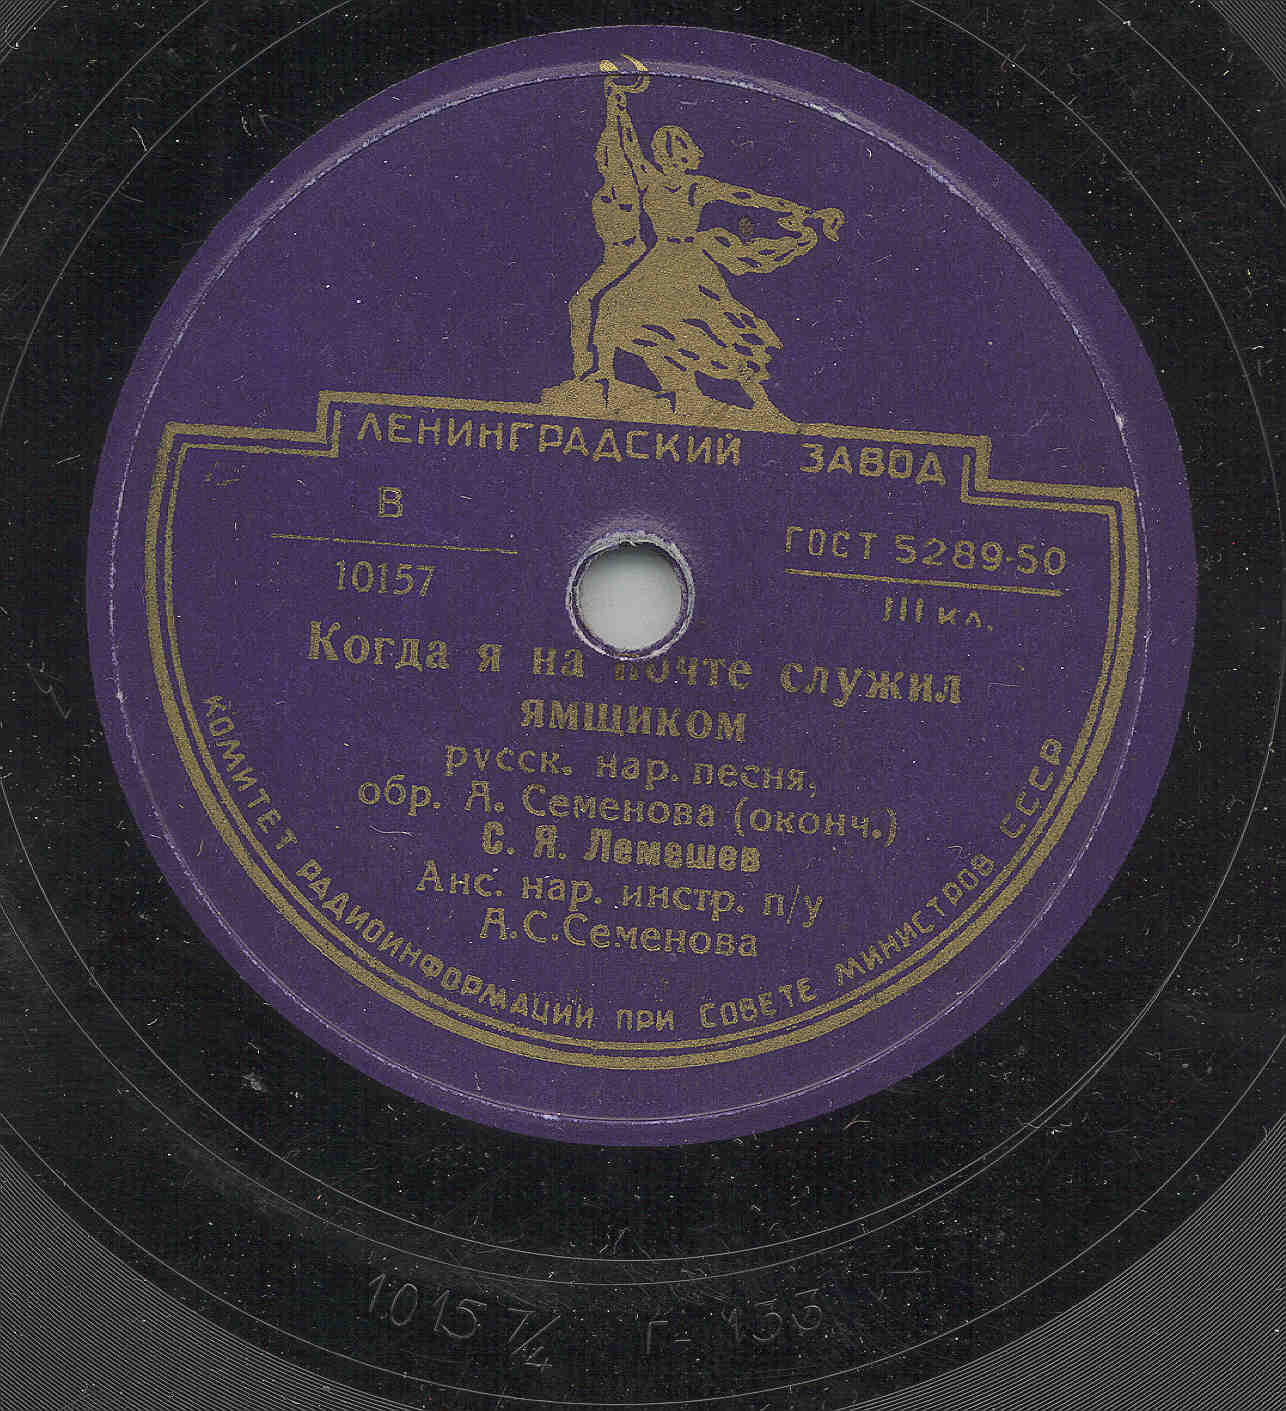 ЛЕНИНГРАДСКИЙ ЗАВОД
В
10157
ГОСТ 5289-50
III кл.
Когда я на почте служил
ямщиком
русск. нар. песня,
обр. А. Семенова (оконч.)
С. Я. Лемешев
Анс. нар. инстр. п/у
А.С.Семенова
КОМИТЕТ РАДИОИНФОРМАЦИИ ПРИ СОВЕТЕ МИНИСТРОВ СССР
10157/4 Г-133